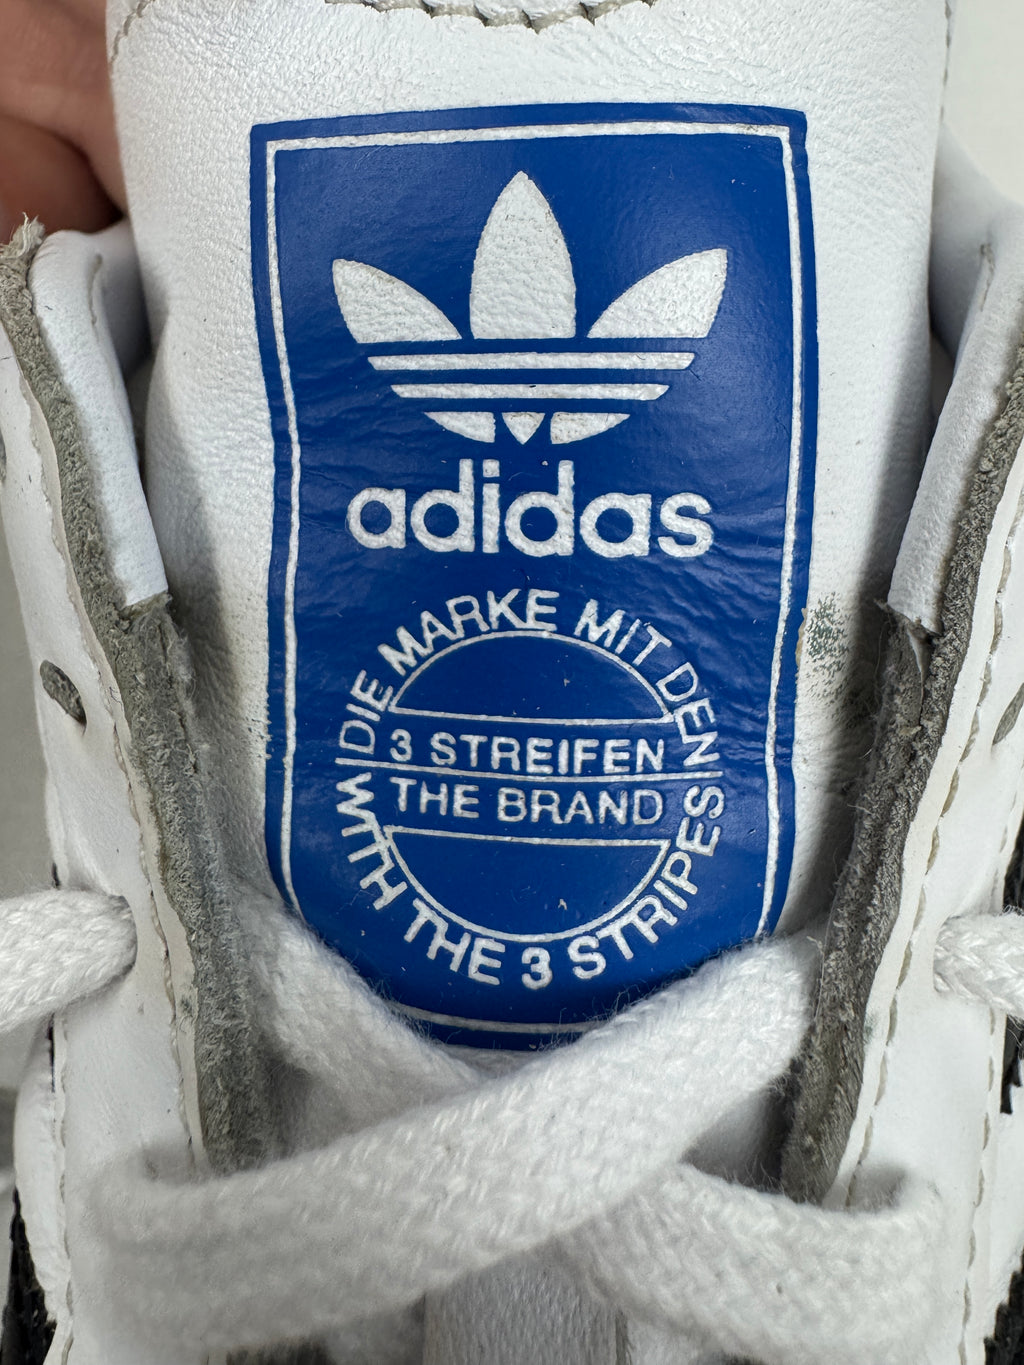 adidas
DIE MARKE MIT DEN
3 STREIFEN
THE BRAND
WITH THE 3 STRIPES